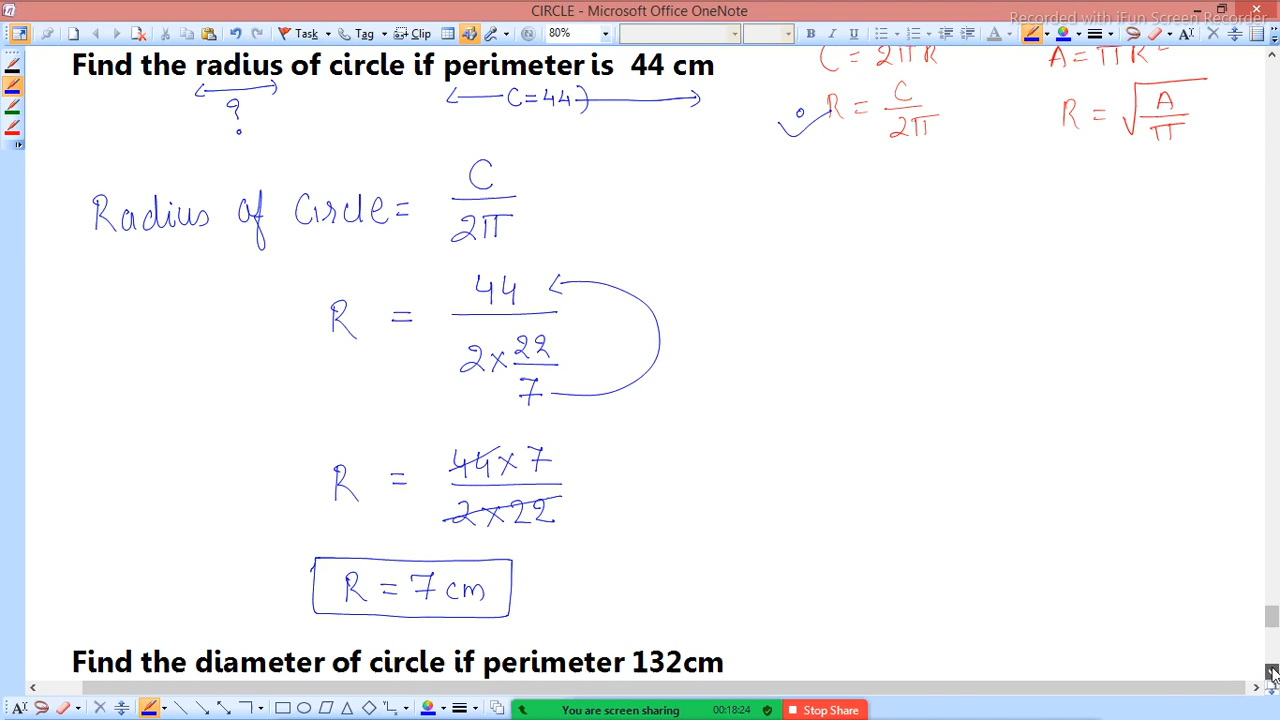 CIRCLE - Microsoft Office OneNote
Recorded with iFun Screen Recorder
Task Tag Clip 80% B I U
Find the radius of circle if perimeter is 44 cm
? C = 44
C = 2πR A = πR²
R = C / 2π R = √(A / π)
Radius of Circle = C / 2π
R = 44 / 2 × 22/7
R = 44 × 7 / 2 × 22
R = 7 cm
Find the diameter of circle if perimeter 132cm
You are screen sharing 00:18:24 Stop Share